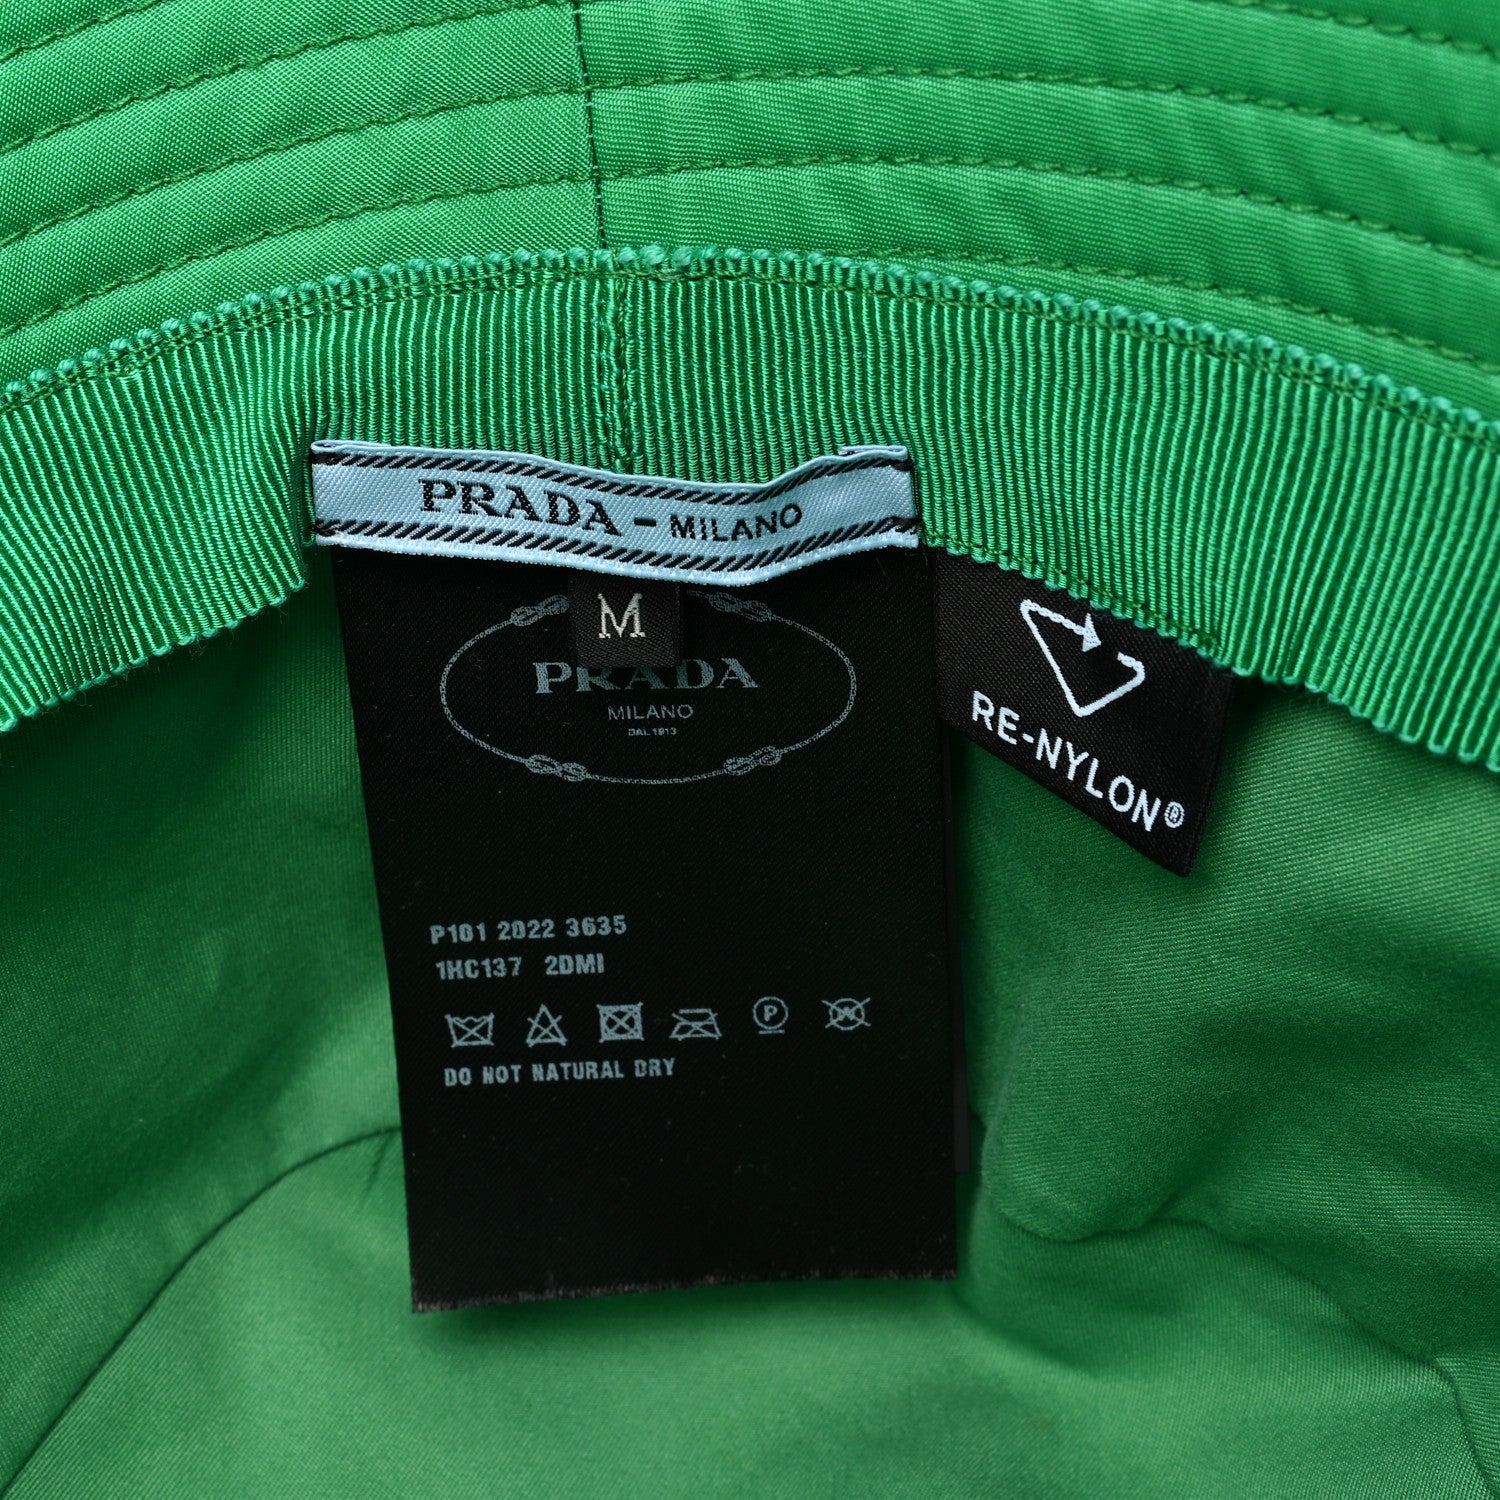 PRADA - MILANO
M
PRADA
MILANO
DAL 1913
RE-NYLON®
P101 2022 3635
1HC137 2DMI
P
DO NOT NATURAL DRY